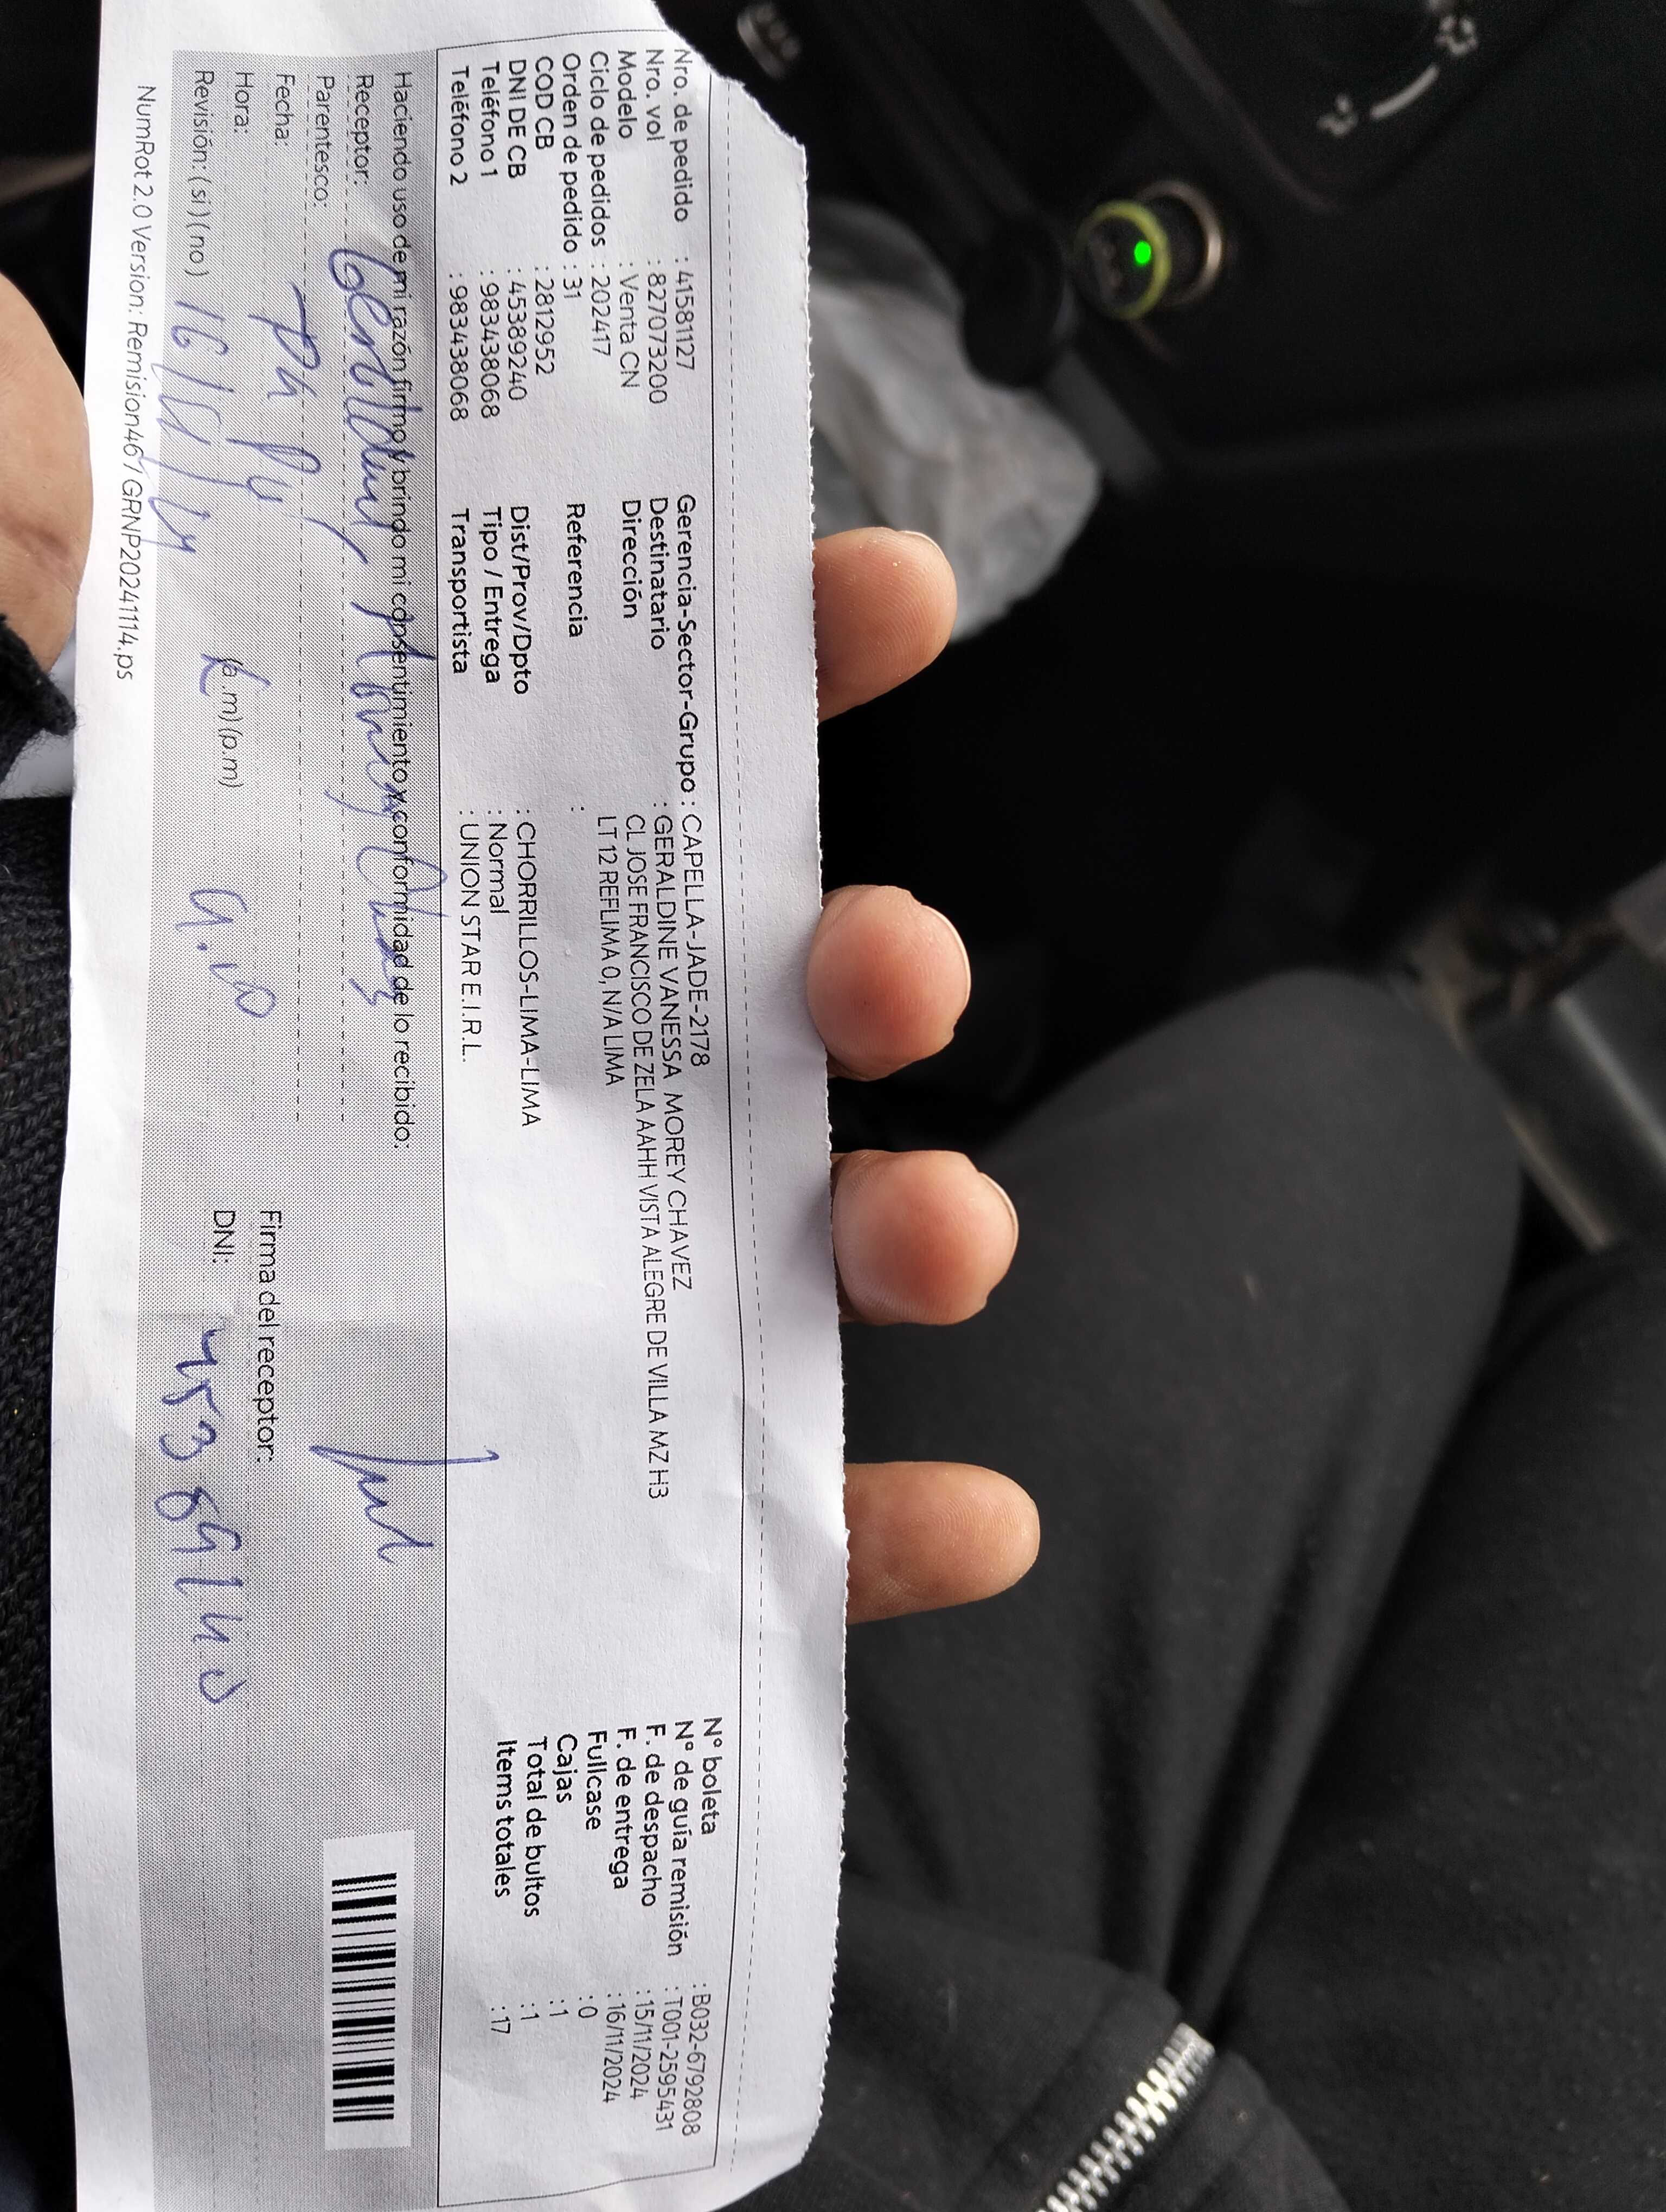 Nro. de pedido : 41581127
Nro. vol : 827073200
Modelo : Venta CN
Ciclo de pedidos : 202417
Orden de pedido : 31
COD CB : 2812952
DNI DE CB : 45389240
Teléfono 1 : 983438068
Teléfono 2 : 983438068
Gerencia-Sector-Grupo : CAPELLA-JADE-2178
Destinatario : GERALDINE VANESSA MOREY CHAVEZ
Dirección CL JOSE FRANCISCO DE ZELA AAHH VISTA ALEGRE DE VILLA MZ H3
LT 12 REFLIMA 0, N/A LIMA
Referencia :
Dist/Prov/Dpto : CHORRILLOS-LIMA-LIMA
Tipo / Entrega : Normal
Transportista : UNION STAR E.I.R.L.
N° boleta : B032-6792808
N° de guía remisión : T001-2595431
F. de despacho : 15/11/2024
F. de entrega : 16/11/2024
Fullcase : 0
Cajas : 1
Total de bultos : 1
Items totales : 17
Haciendo uso de mi razón firmo y brindo mi consentimiento y conformidad de lo recibido:
Receptor:
Parentesco:
Fecha:
Hora: (a.m) (p.m)
Revisión: ( si ) ( no )
Firma del receptor:
DNI: 45389240
NumRot 2.0 Version: Remision467 GRNP20241114.ps